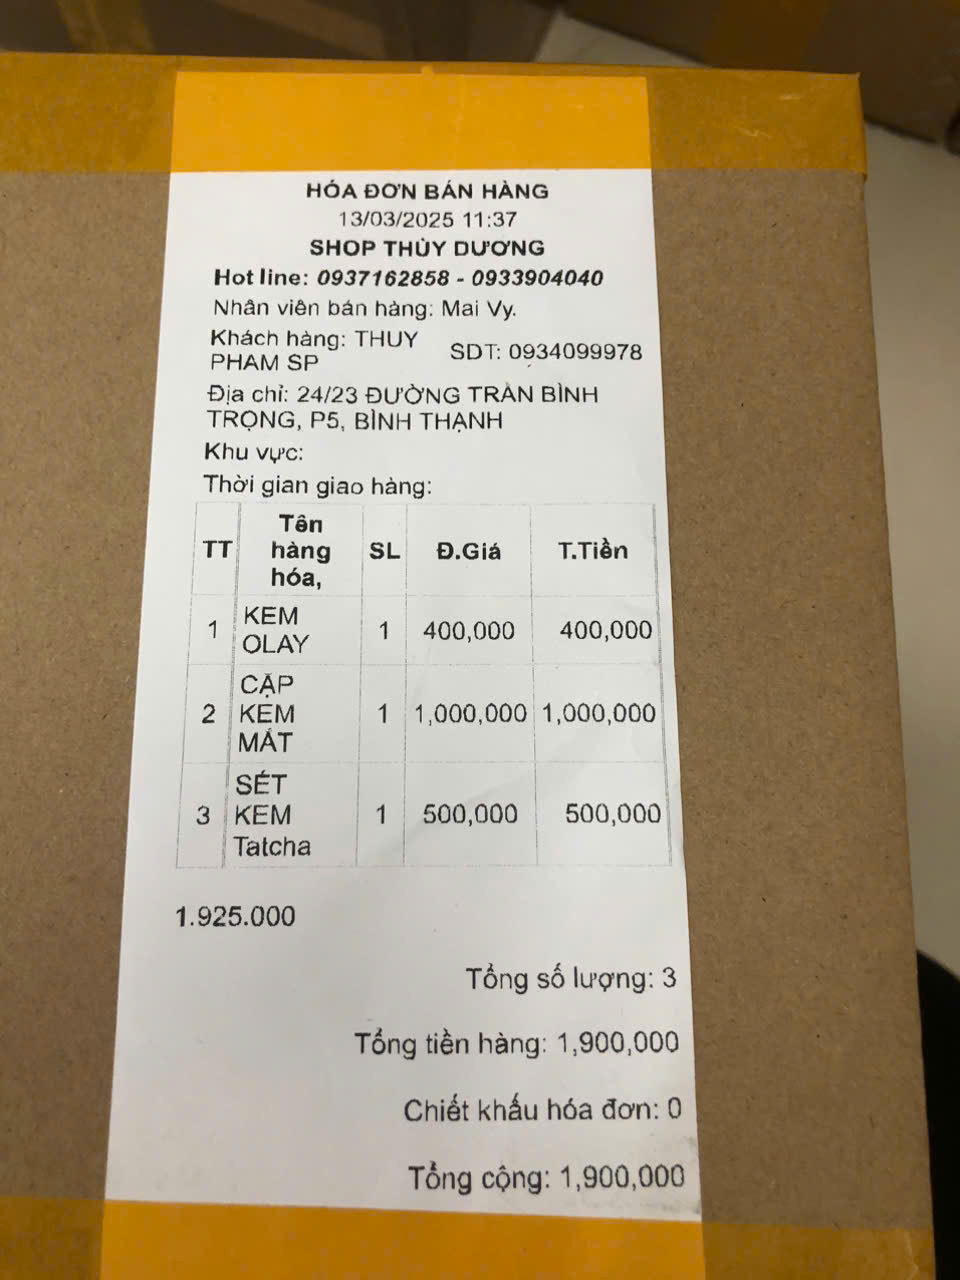 HÓA ĐƠN BÁN HÀNG
13/03/2025 11:37
SHOP THÙY DƯƠNG
Hot line: 0937162858 - 0933904040
Nhân viên bán hàng: Mai Vy.
Khách hàng: THUY PHAM SP SDT: 0934099978
Địa chỉ: 24/23 ĐƯỜNG TRẦN BÌNH
TRỌNG, P5, BÌNH THẠNH
Khu vực:
Thời gian giao hàng:
TT Tên hàng hóa, SL Đ.Giá T.Tiền
1 KEM OLAY 1 400,000 400,000
2 CẶP KEM MẮT 1 1,000,000 1,000,000
3 SÉT KEM Tatcha 1 500,000 500,000
1.925.000
Tổng số lượng: 3
Tổng tiền hàng: 1,900,000
Chiết khấu hóa đơn: 0
Tổng cộng: 1,900,000